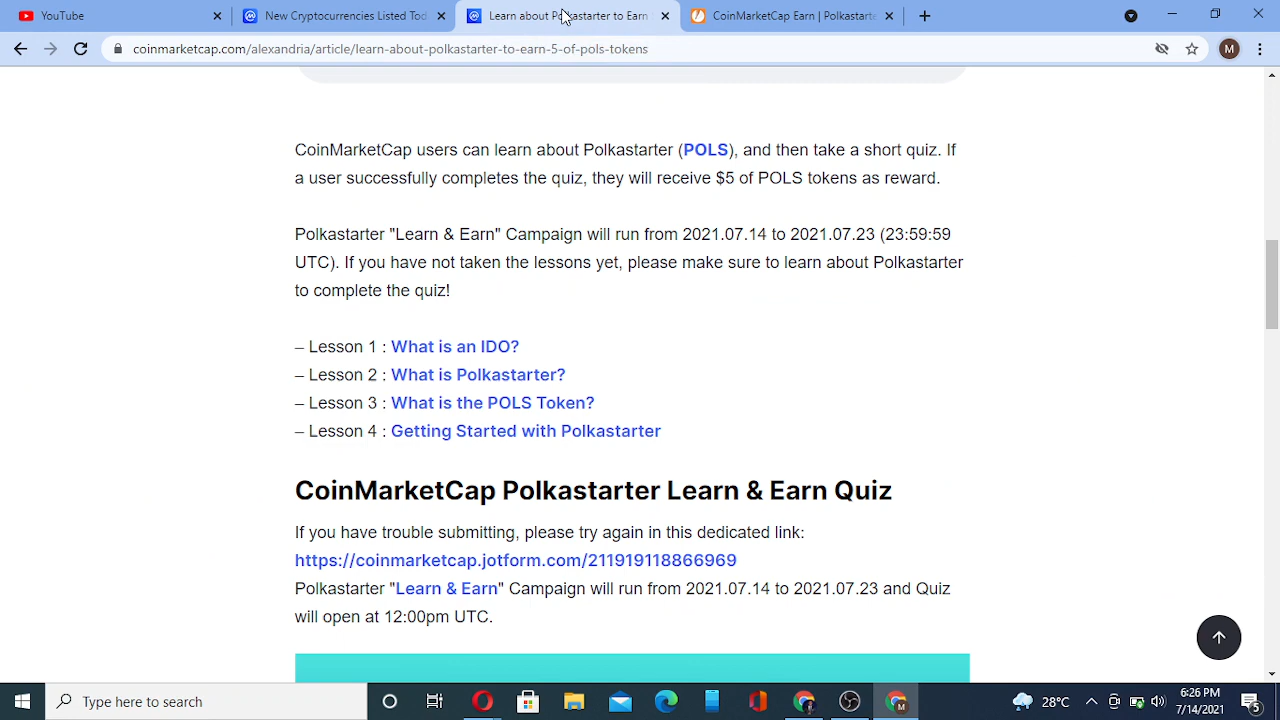 YouTube
New Cryptocurrencies Listed Tod
Learn about Polkastarter to Earn
CoinMarketCap Earn | Polkastarte
coinmarketcap.com/alexandria/article/learn-about-polkastarter-to-earn-5-of-pols-tokens
M
CoinMarketCap users can learn about Polkastarter (POLS), and then take a short quiz. If
a user successfully completes the quiz, they will receive $5 of POLS tokens as reward.
Polkastarter "Learn & Earn" Campaign will run from 2021.07.14 to 2021.07.23 (23:59:59
UTC). If you have not taken the lessons yet, please make sure to learn about Polkastarter
to complete the quiz!
– Lesson 1 : What is an IDO?
– Lesson 2 : What is Polkastarter?
– Lesson 3 : What is the POLS Token?
– Lesson 4 : Getting Started with Polkastarter
CoinMarketCap Polkastarter Learn & Earn Quiz
If you have trouble submitting, please try again in this dedicated link:
https://coinmarketcap.jotform.com/211919118866969
Polkastarter "Learn & Earn" Campaign will run from 2021.07.14 to 2021.07.23 and Quiz
will open at 12:00pm UTC.
Type here to search
M
28°C
6:26 PM
7/14/2021
5